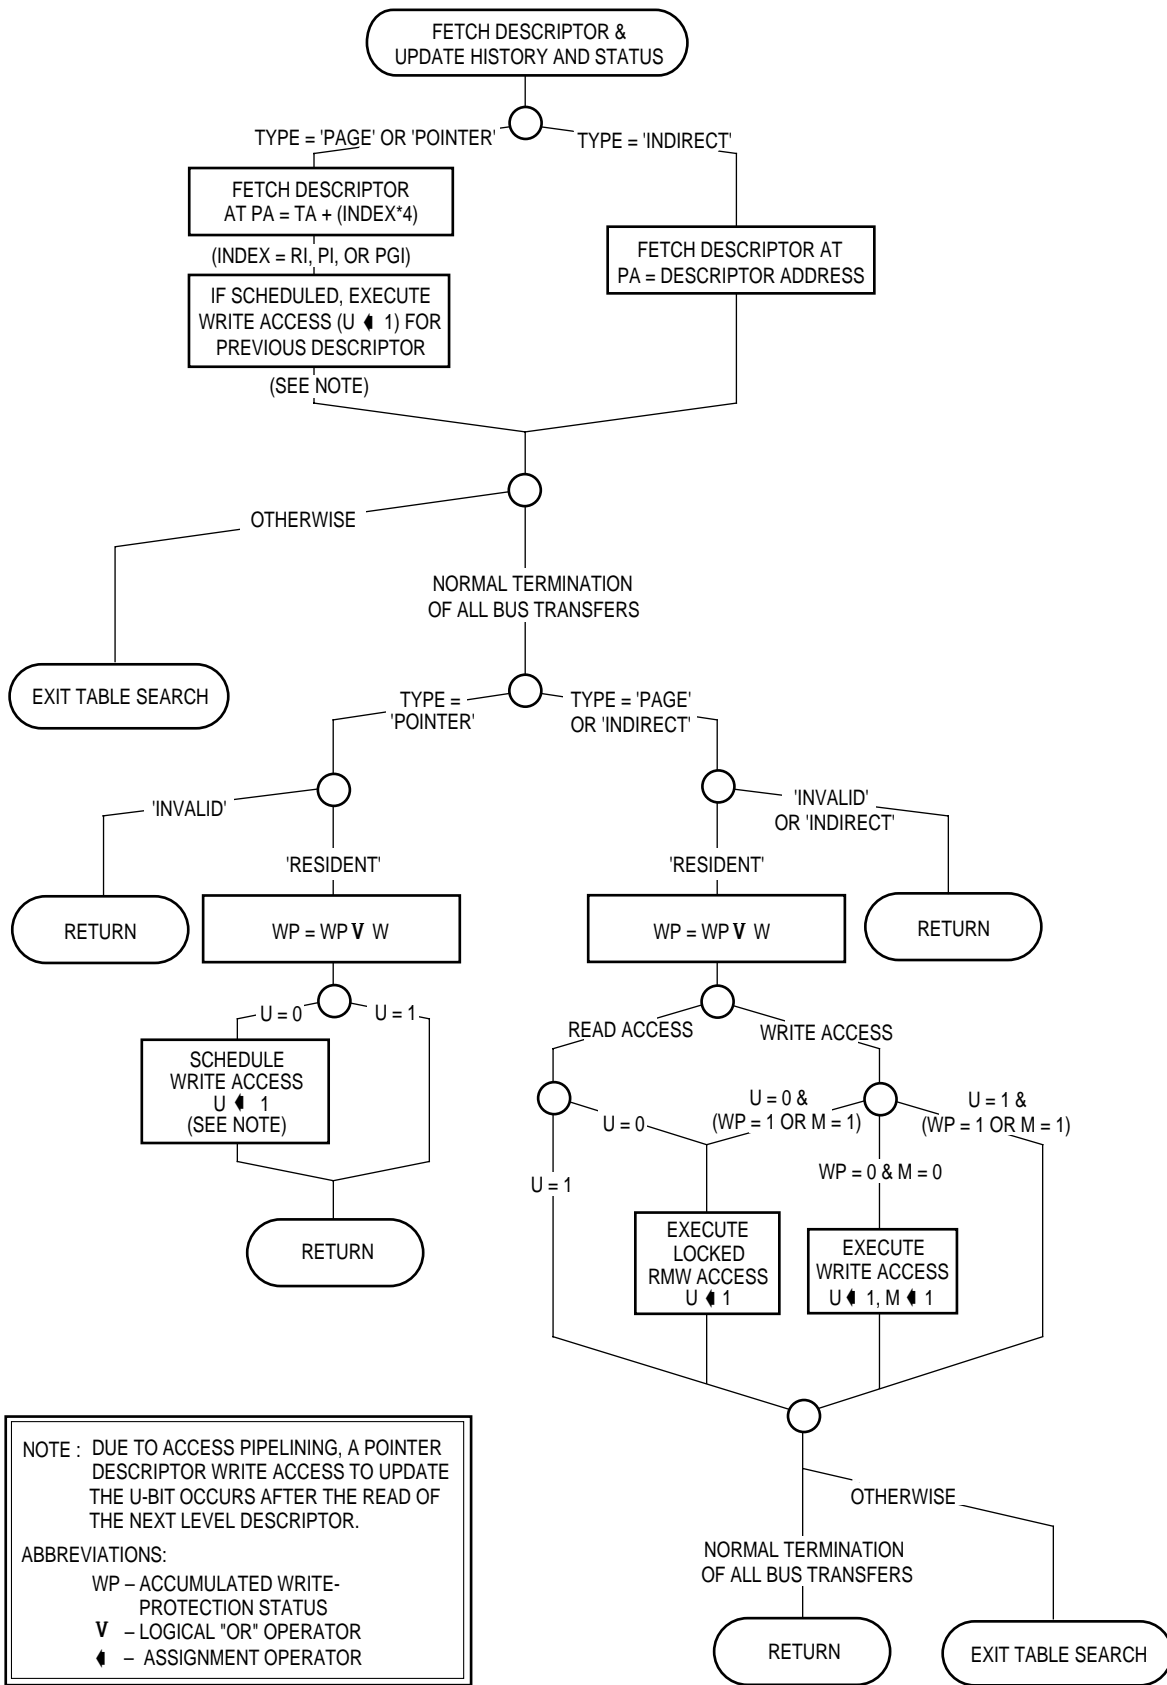 FETCH DESCRIPTOR &
UPDATE HISTORY AND STATUS
TYPE = 'PAGE' OR 'POINTER'
TYPE = 'INDIRECT'
FETCH DESCRIPTOR
AT PA = TA + (INDEX*4)
(INDEX = RI, PI, OR PGI)
FETCH DESCRIPTOR AT
PA = DESCRIPTOR ADDRESS
IF SCHEDULED, EXECUTE
WRITE ACCESS (U ⧫ 1) FOR
PREVIOUS DESCRIPTOR
(SEE NOTE)
OTHERWISE
NORMAL TERMINATION
OF ALL BUS TRANSFERS
EXIT TABLE SEARCH
TYPE =
'POINTER'
TYPE = 'PAGE'
OR 'INDIRECT'
'INVALID'
'INVALID'
OR 'INDIRECT'
'RESIDENT'
'RESIDENT'
RETURN
WP = WP V W
WP = WP V W
RETURN
U = 0
U = 1
READ ACCESS
WRITE ACCESS
SCHEDULE
WRITE ACCESS
U ⧫ 1
(SEE NOTE)
U = 0
U = 0 &
(WP = 1 OR M = 1)
U = 1 &
(WP = 1 OR M = 1)
U = 1
WP = 0 & M = 0
RETURN
EXECUTE
LOCKED
RMW ACCESS
U ⧫ 1
EXECUTE
WRITE ACCESS
U ⧫ 1, M ⧫ 1
NOTE : DUE TO ACCESS PIPELINING, A POINTER
DESCRIPTOR WRITE ACCESS TO UPDATE
THE U-BIT OCCURS AFTER THE READ OF
THE NEXT LEVEL DESCRIPTOR.
ABBREVIATIONS:
WP – ACCUMULATED WRITE-
PROTECTION STATUS
V – LOGICAL "OR" OPERATOR
⧫ – ASSIGNMENT OPERATOR
OTHERWISE
NORMAL TERMINATION
OF ALL BUS TRANSFERS
RETURN
EXIT TABLE SEARCH